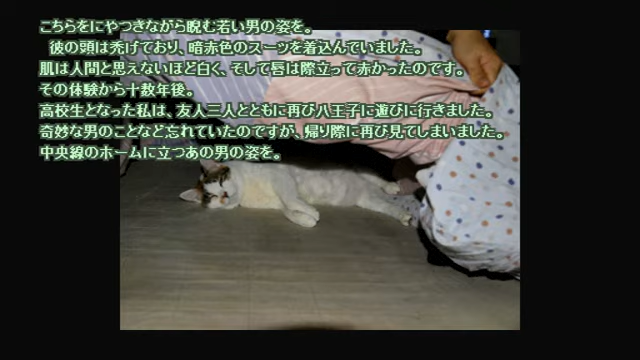 こちらをにやつきながら睨む若い男の姿を。
彼の頭は禿げており、暗赤色のスーツを着込んでいました。
肌は人間と思えないほど白く、そして唇は際立って赤かったのです。
その体験から十数年後。
高校生となった私は、友人三人とともに再び八王子に遊びに行きました。
奇妙な男のことなど忘れていたのですが、帰り際に再び見てしまいました。
中央線のホームに立つあの男の姿を。